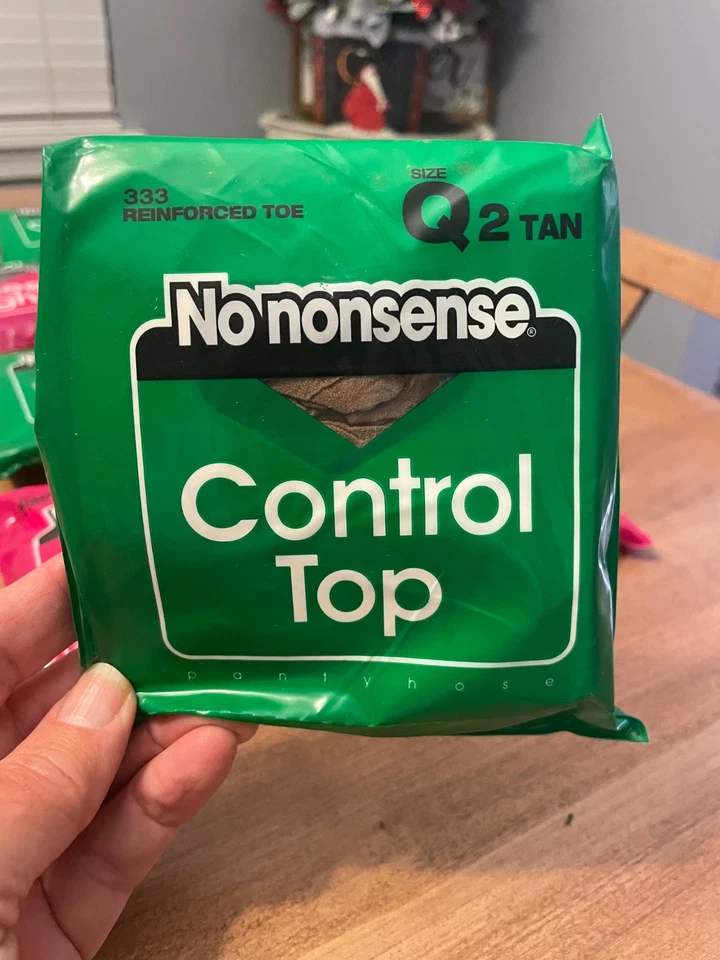 333
REINFORCED TOE
SIZE
Q 2 TAN
No nonsense®
Control
Top
pantyhose